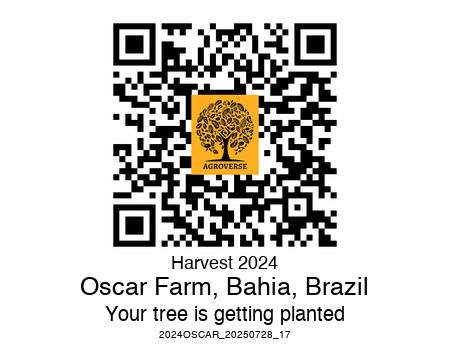 AGROVERSE
Harvest 2024
Oscar Farm, Bahia, Brazil
Your tree is getting planted
2024OSCAR_20250728_17